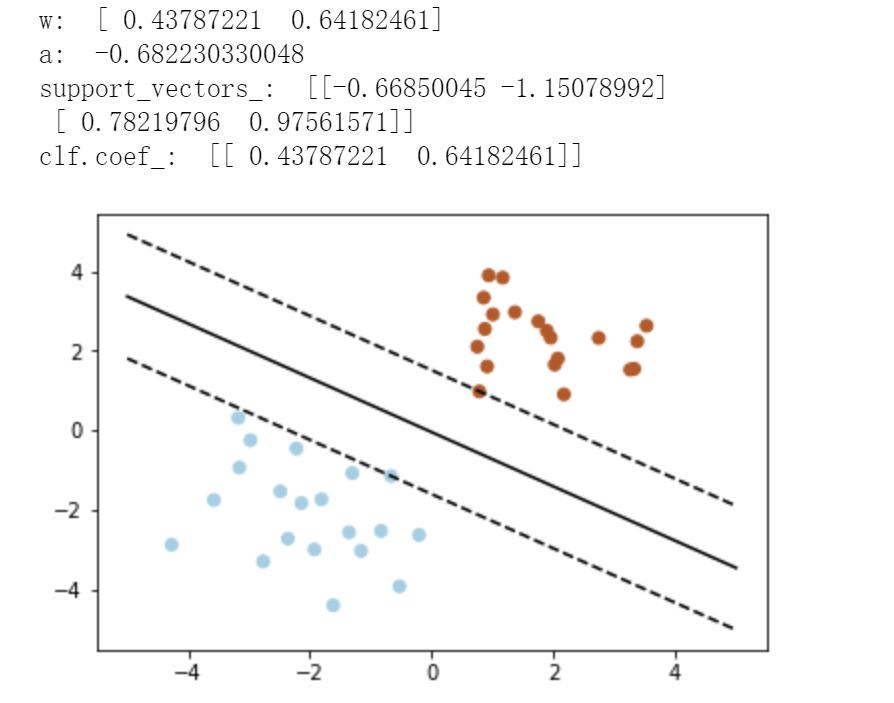 w:  [ 0.43787221  0.64182461]
a:  -0.682230330048
support_vectors_:  [[-0.66850045 -1.15078992]
 [ 0.78219796  0.97561571]]
clf.coef_:  [[ 0.43787221  0.64182461]]
4
2
0
−2
−4
−4 −2 0 2 4